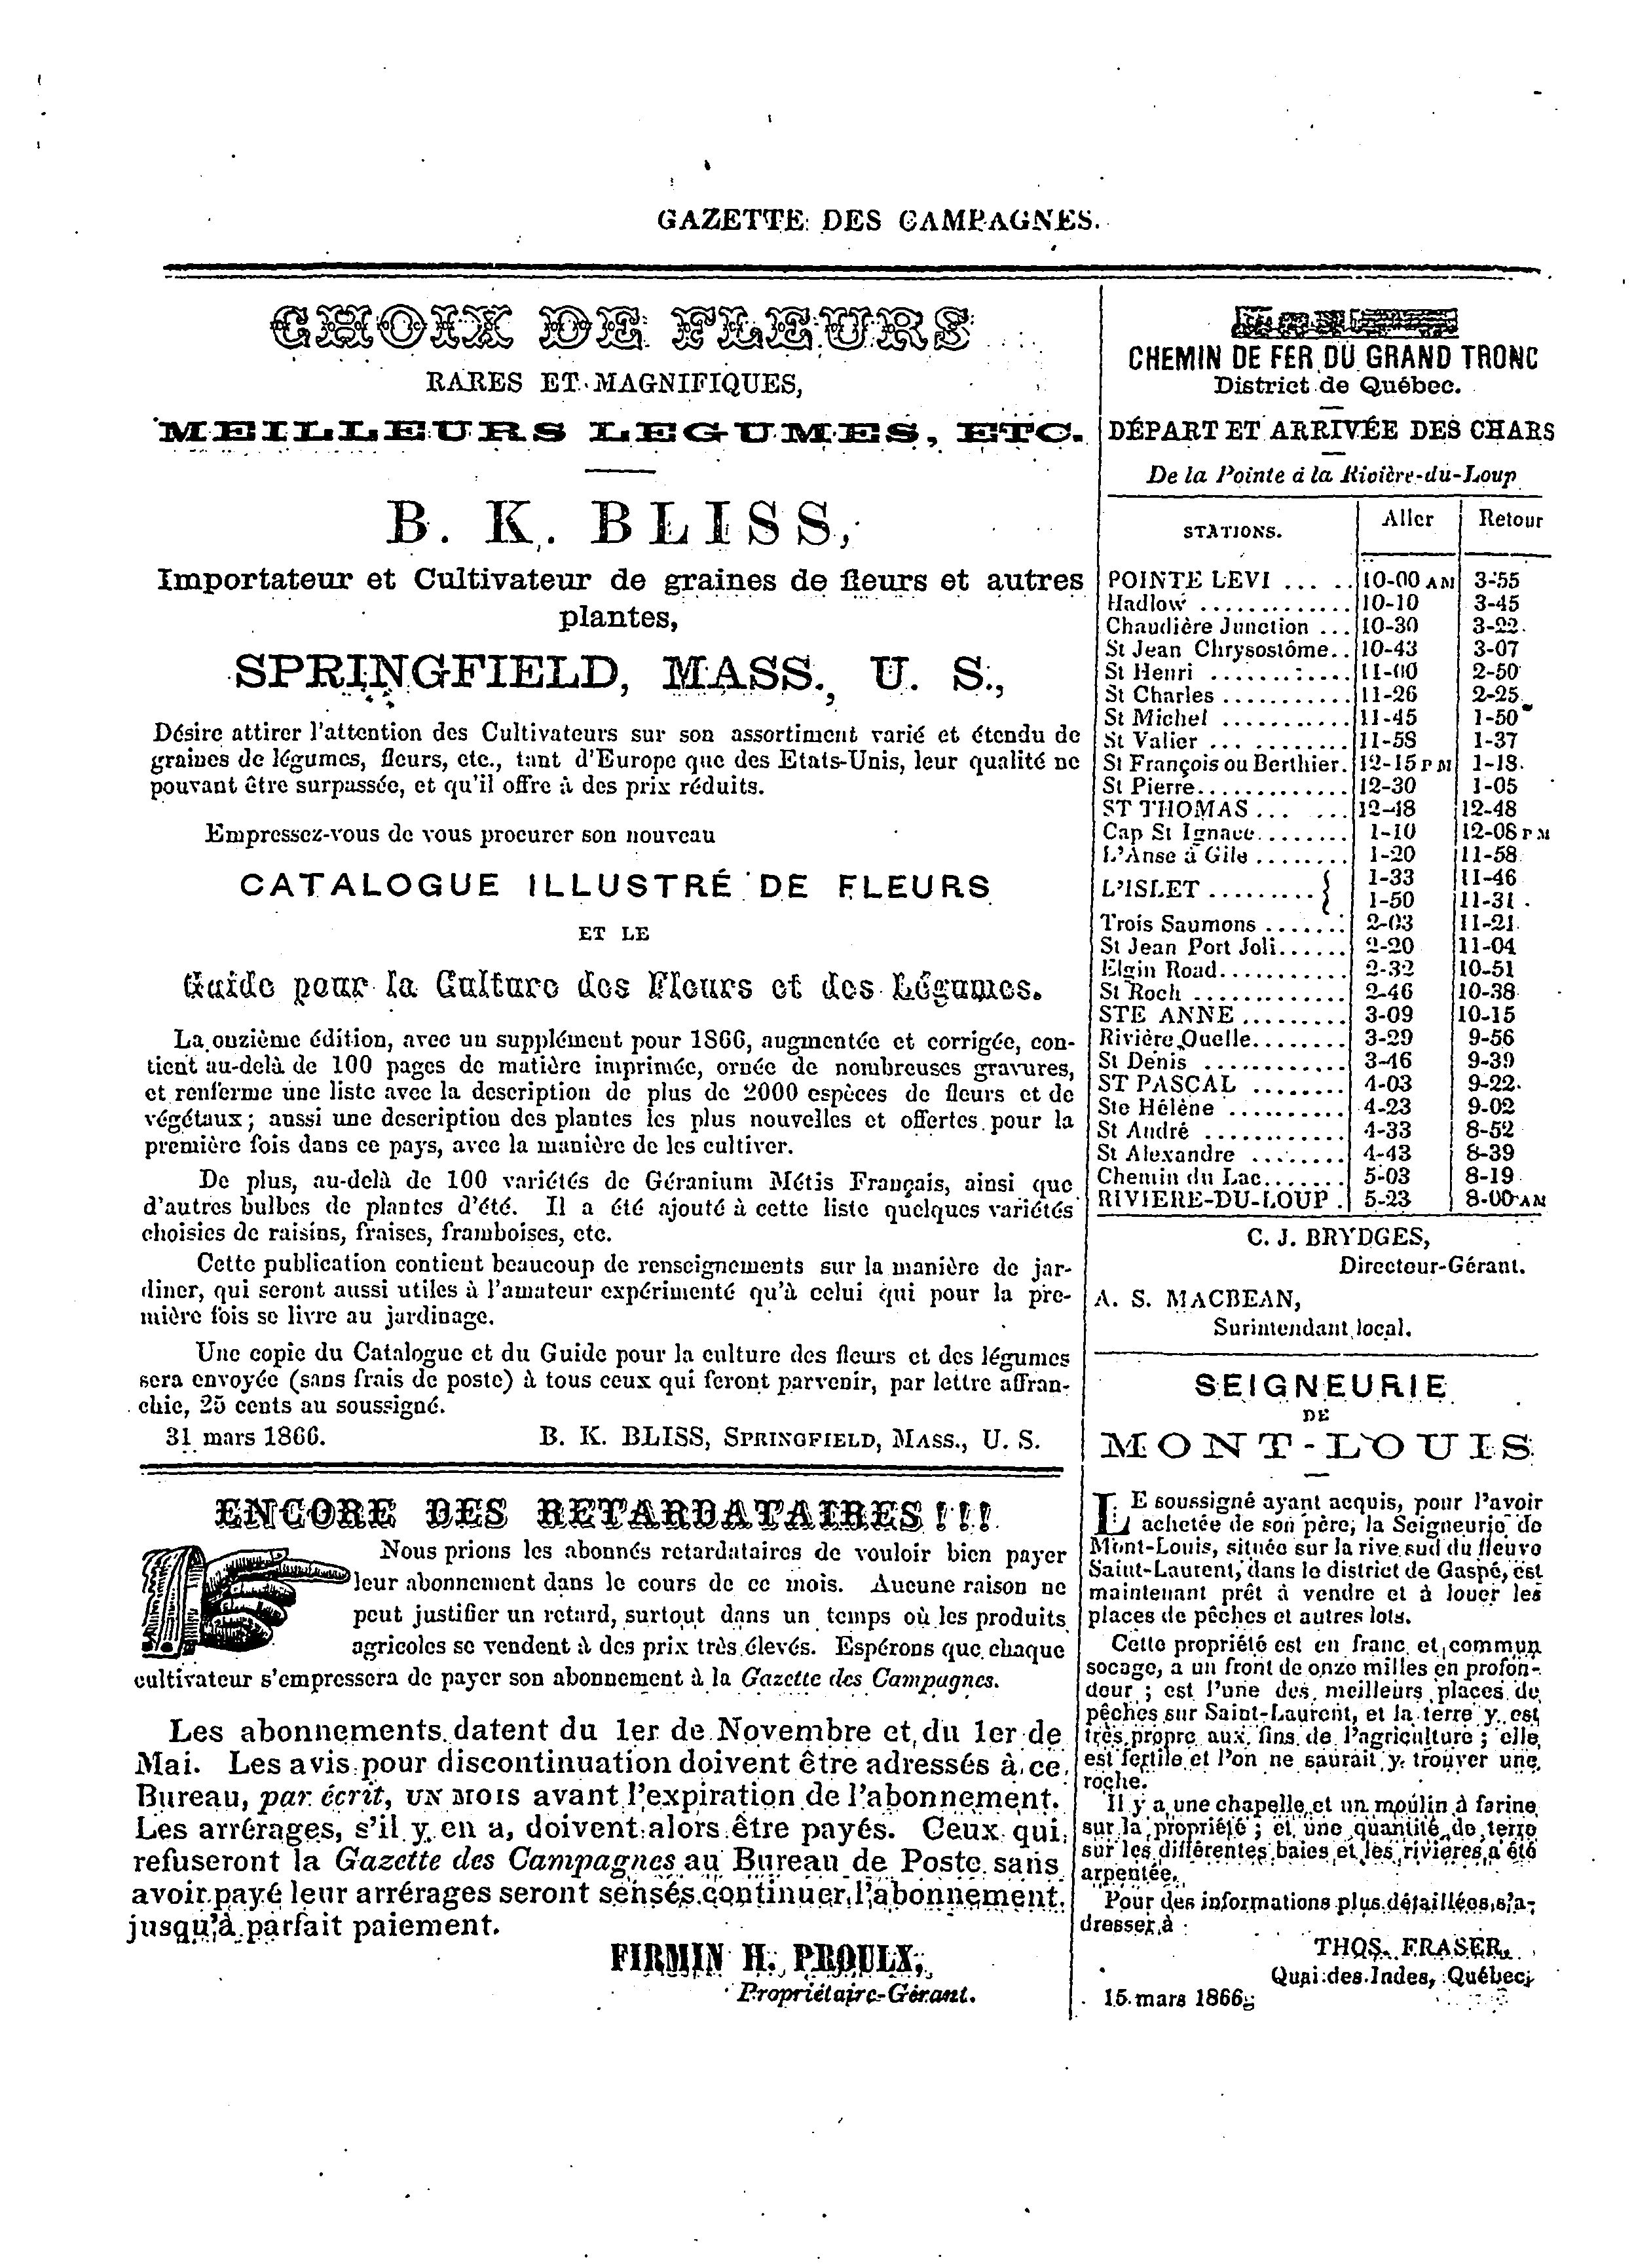 GAZETTE DES CAMPAGNES.
CHOIX DE FLEURS
RARES ET MAGNIFIQUES,
MEILLEURS LEGUMES, ETC.
B. K. BLISS,
Importateur et Cultivateur de graines de fleurs et autres
plantes,
SPRINGFIELD, MASS., U. S.,
Désire attirer l'attention des Cultivateurs sur son assortiment varié et étendu de
graines de légumes, fleurs, etc., tant d'Europe que des Etats-Unis, leur qualité ne
pouvant être surpassée, et qu'il offre à des prix réduits.
Empressez-vous de vous procurer son nouveau
CATALOGUE ILLUSTRÉ DE FLEURS
ET LE
Guide pour la Culture des Fleurs et des Légumes.
La onzième édition, avec un supplément pour 1866, augmentée et corrigée, con-
tient au-delà de 100 pages de matière imprimée, ornée de nombreuses gravures,
et renferme une liste avec la description de plus de 2000 espèces de fleurs et de
végétaux; aussi une description des plantes les plus nouvelles et offertes pour la
première fois dans ce pays, avec la manière de les cultiver.
De plus, au-delà de 100 variétés de Géranium Métis Français, ainsi que
d'autres bulbes de plantes d'été. Il a été ajouté à cette liste quelques variétés
choisies de raisins, fraises, framboises, etc.
Cette publication contient beaucoup de renseignements sur la manière de jar-
diner, qui seront aussi utiles à l'amateur expérimenté qu'à celui qui pour la pre-
mière fois se livre au jardinage.
Une copie du Catalogue et du Guide pour la culture des fleurs et des légumes
sera envoyée (sans frais de poste) à tous ceux qui feront parvenir, par lettre affran-
chie, 25 cents au soussigné.
31 mars 1866. B. K. BLISS, SPRINGFIELD, MASS., U. S.
ENCORE DES RETARDATAIRES!!!
Nous prions les abonnés retardataires de vouloir bien payer
leur abonnement dans le cours de ce mois. Aucune raison ne
peut justifier un retard, surtout dans un temps où les produits
agricoles se vendent à des prix très élevés. Espérons que chaque
cultivateur s'empressera de payer son abonnement à la Gazette des Campagnes.
Les abonnements datent du 1er de Novembre et du 1er de
Mai. Les avis pour discontinuation doivent être adressés à ce
Bureau, par écrit, UN MOIS avant l'expiration de l'abonnement.
Les arrérages, s'il y en a, doivent alors être payés. Ceux qui
refuseront la Gazette des Campagnes au Bureau de Poste sans
avoir payé leur arrérages seront sensés continuer l'abonnement
jusqu'à parfait paiement.
FIRMIN H. PROULX,
Propriétaire-Gérant.
CHEMIN DE FER DU GRAND TRONC
District de Québec.
DÉPART ET ARRIVÉE DES CHARS
De la Pointe à la Rivière-du-Loup
STATIONS. Aller Retour
POINTE LEVI ... .. 10-00 AM 3-55
Hadlow ............. 10-10 3-45
Chaudière Junction ... 10-30 3-22
St Jean Chrysostôme.. 10-43 3-07
St Henri ............ 11-00 2-50
St Charles ........... 11-26 2-25
St Michel ........... 11-45 1-50
St Valier ... ........ 11-58 1-37
St François ou Berthier. 12-15 P M 1-18
St Pierre............. 12-30 1-05
ST THOMAS ... ... 12-48 12-48
Cap St Ignace........ 1-10 12-08 P M
L'Anse à Gile ........ 1-20 11-58
L'ISLET ......... { 1-33 11-46
1-50 11-31
Trois Saumons ....... 2-03 11-21
St Jean Port Joli...... 2-20 11-04
Elgin Road........... 2-32 10-51
St Roch ............. 2-46 10-38
STE ANNE ......... 3-09 10-15
Rivière Ouelle........ 3-29 9-56
St Denis ............ 3-46 9-39
ST PASCAL ........ 4-03 9-22
Ste Hélène .......... 4-23 9-02
St André ............ 4-33 8-52
St Alexandre ........ 4-43 8-39
Chemin du Lac....... 5-03 8-19
RIVIERE-DU-LOUP . 5-23 8-00 AM
C. J. BRYDGES,
Directeur-Gérant.
A. S. MACBEAN,
Surintendant local.
SEIGNEURIE
DE
MONT-LOUIS
LE soussigné ayant acquis, pour l'avoir
achetée de son père, la Seigneurie de
Mont-Louis, située sur la rive sud du fleuve
Saint-Laurent, dans le district de Gaspé, est
maintenant prêt à vendre et à louer les
places de pêches et autres lots.
Cette propriété est en franc et commun
socage, a un front de onze milles en profon-
deur; est l'une des meilleurs places de
pêches sur Saint-Laurent, et la terre y est
très propre aux fins de l'agriculture; elle
est fertile et l'on ne saurait y trouver une
roche.
Il y a une chapelle et un moulin à farine
sur la propriété; et une quantité de terre
sur les différentes baies et les rivieres a été
arpentée.
Pour des informations plus détaillées s'a-
dresser à
THOS. FRASER,
Quai des Indes, Québec;
15 mars 1866